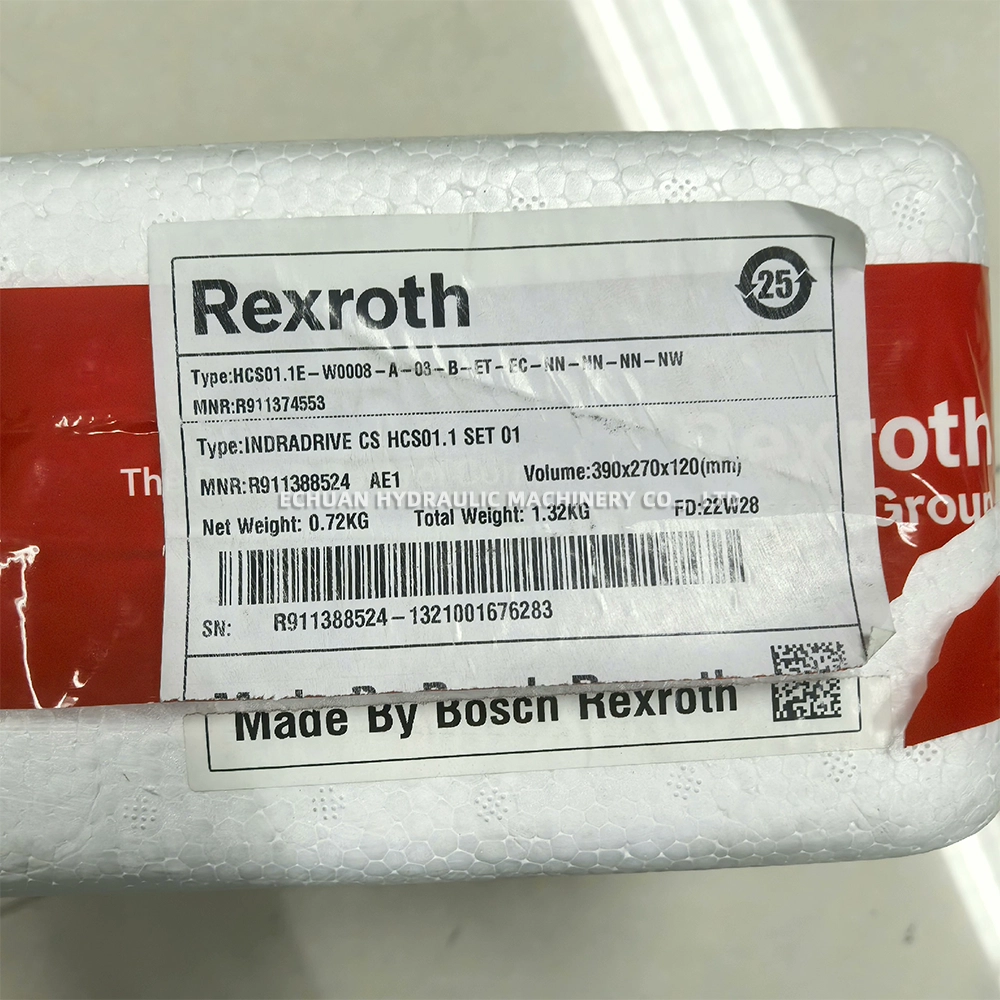 Rexroth
25
Type:HCS01.1E-W0008-A-03-B-ET-EC-NN-NN-NN-NW
MNR:R911374553
Type:INDRADRIVE CS HCS01.1 SET 01
MNR:R911388524 AE1
Volume:390x270x120(mm)
ECHUAN HYDRAULIC MACHINERY CO., LTD
Net Weight: 0.72KG Total Weight: 1.32KG FD:22W28
SN: R911388524-1321001676283
Made By Bosch Rexroth
Th
Rexroth
Group